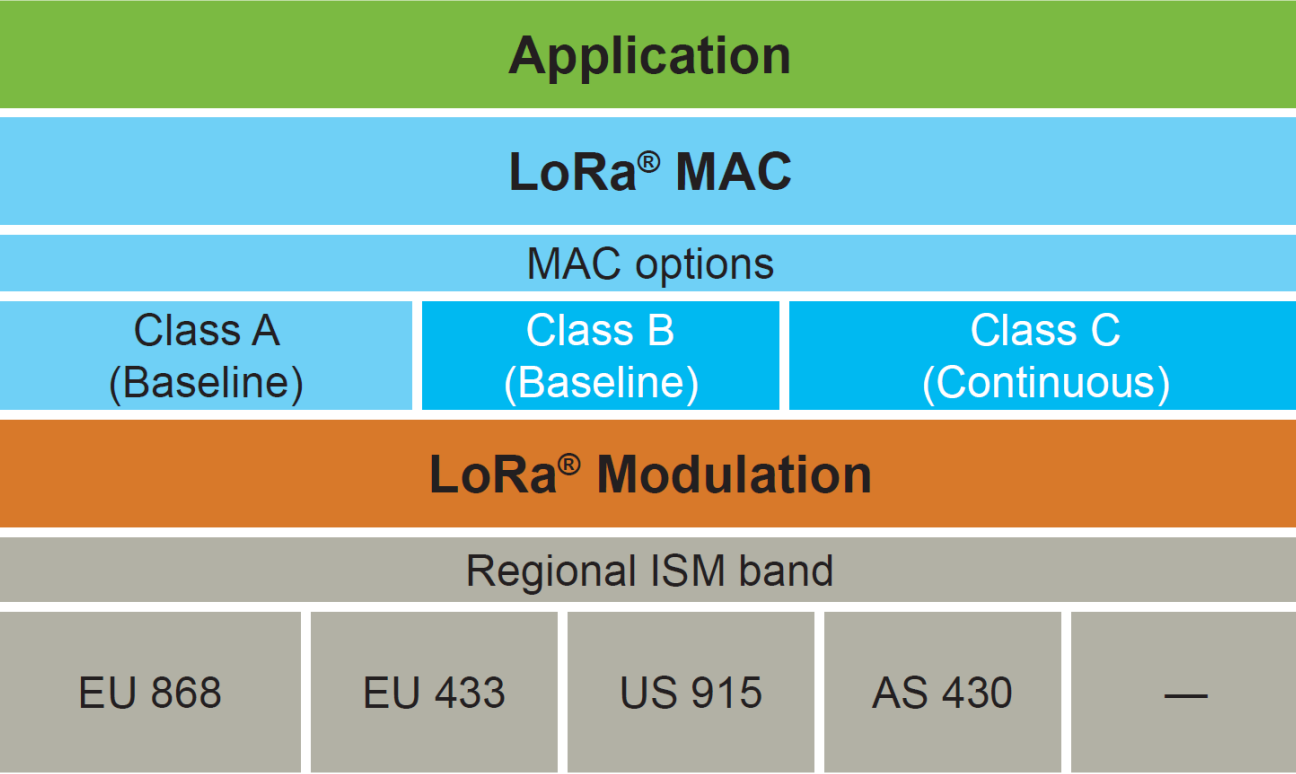 Application
LoRa® MAC
MAC options
Class A
(Baseline)
Class B
(Baseline)
Class C
(Continuous)
LoRa® Modulation
Regional ISM band
EU 868
EU 433
US 915
AS 430
—